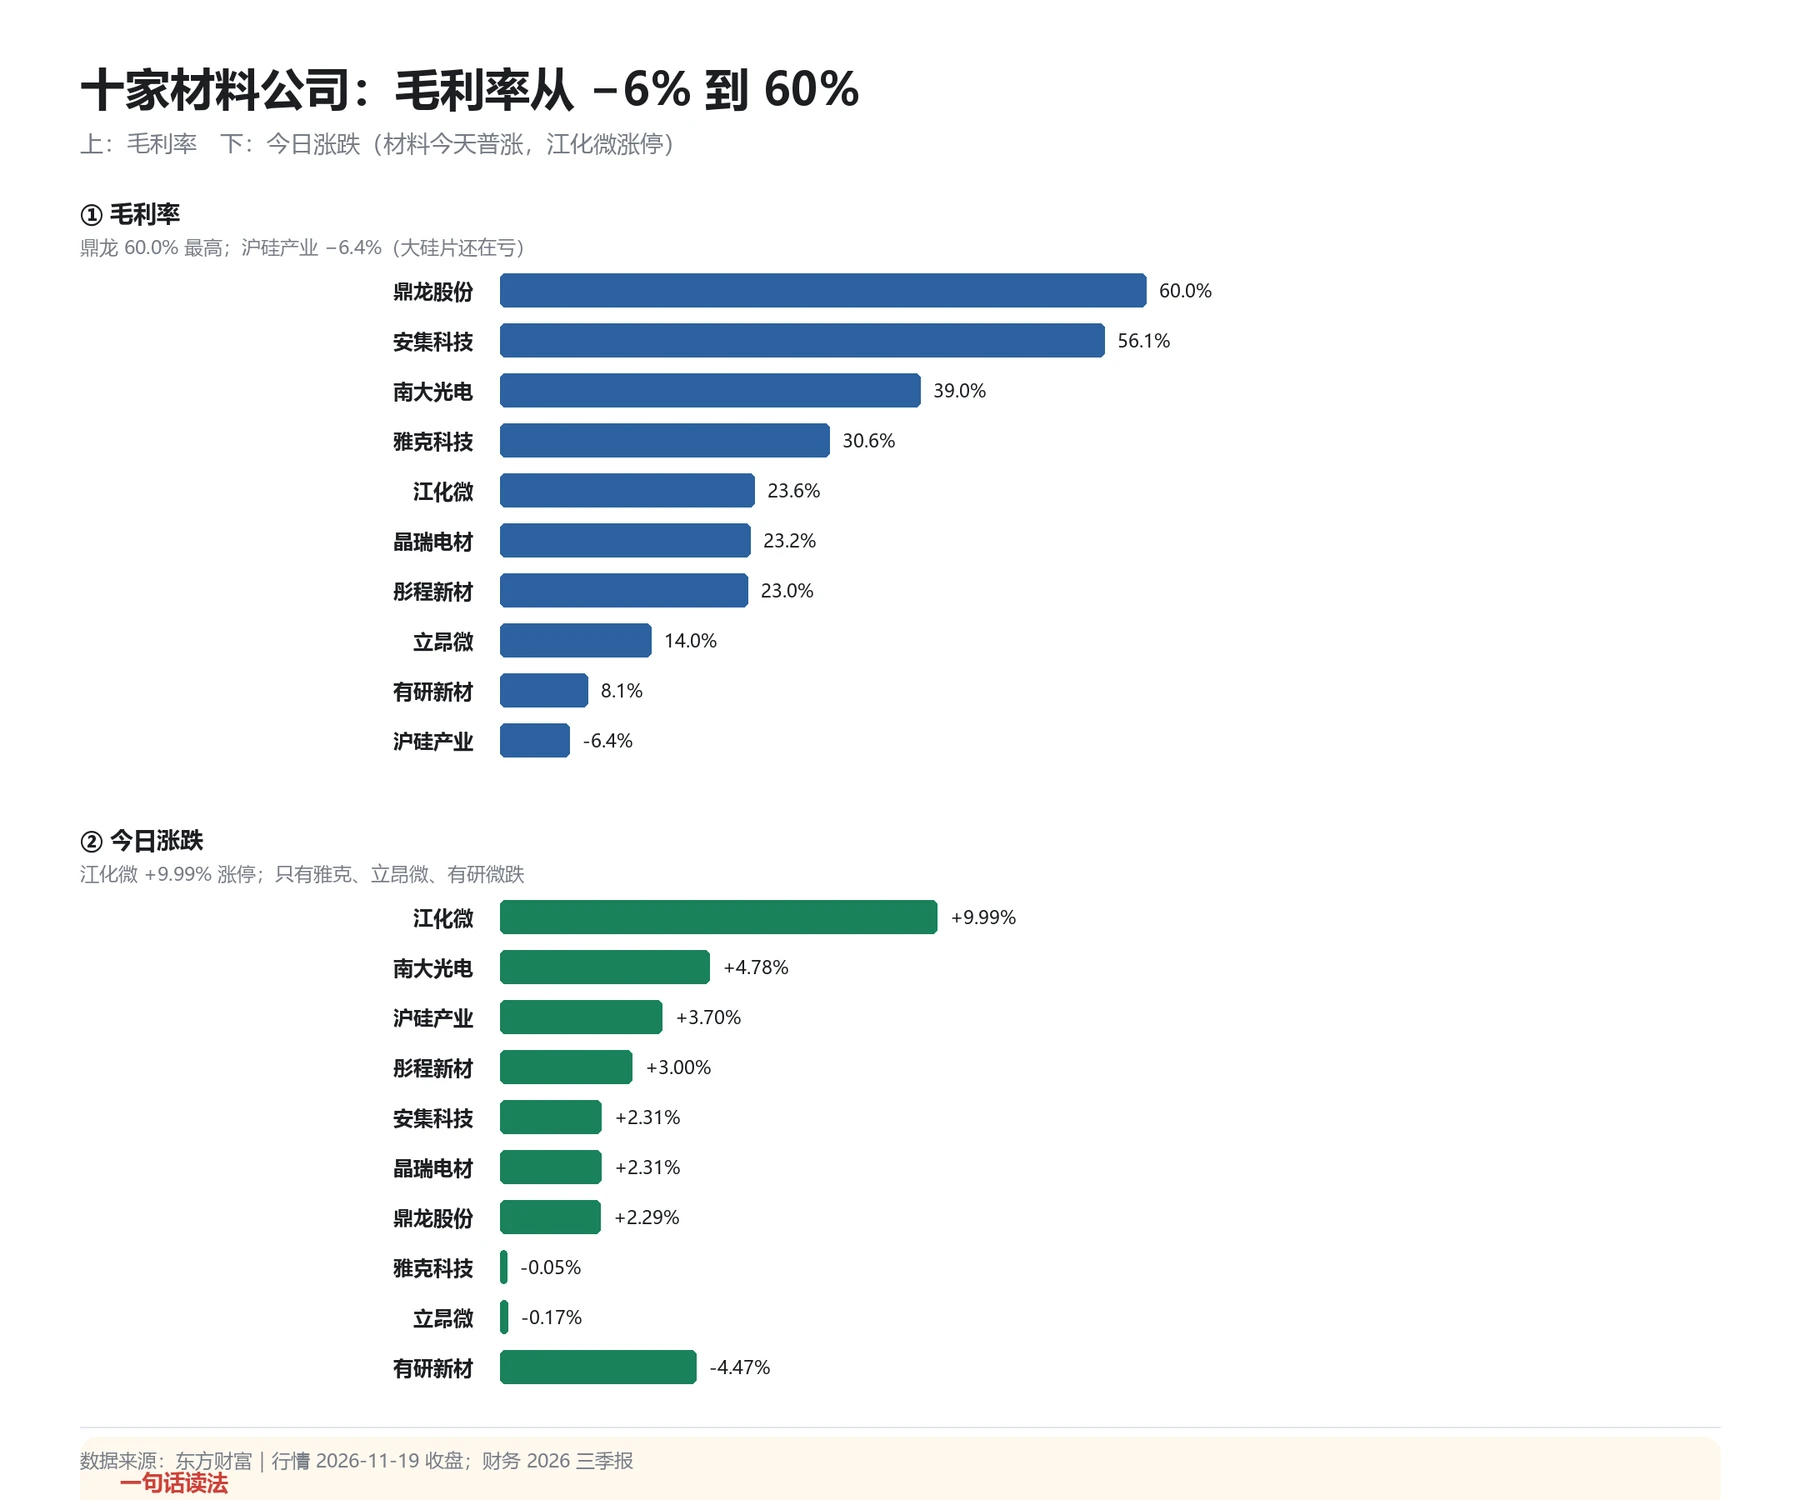 十家材料公司：毛利率从 −6% 到 60%
上：毛利率　下：今日涨跌（材料今天普涨，江化微涨停）
① 毛利率
鼎龙 60.0% 最高；沪硅产业 −6.4%（大硅片还在亏）
鼎龙股份 60.0%
安集科技 56.1%
南大光电 39.0%
雅克科技 30.6%
江化微 23.6%
晶瑞电材 23.2%
彤程新材 23.0%
立昂微 14.0%
有研新材 8.1%
沪硅产业 -6.4%
② 今日涨跌
江化微 +9.99% 涨停；只有雅克、立昂微、有研微跌
江化微 +9.99%
南大光电 +4.78%
沪硅产业 +3.70%
彤程新材 +3.00%
安集科技 +2.31%
晶瑞电材 +2.31%
鼎龙股份 +2.29%
雅克科技 -0.05%
立昂微 -0.17%
有研新材 -4.47%
数据来源：东方财富 | 行情 2026-11-19 收盘；财务 2026 三季报
一句话读法